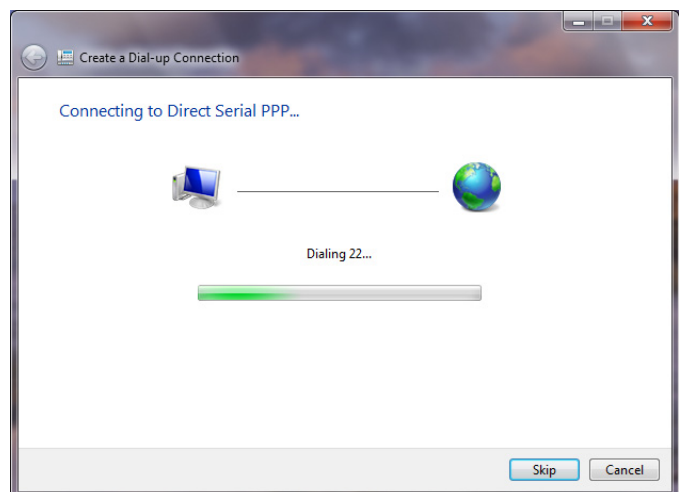 Create a Dial-up Connection
Connecting to Direct Serial PPP...
Dialing 22...
Skip
Cancel